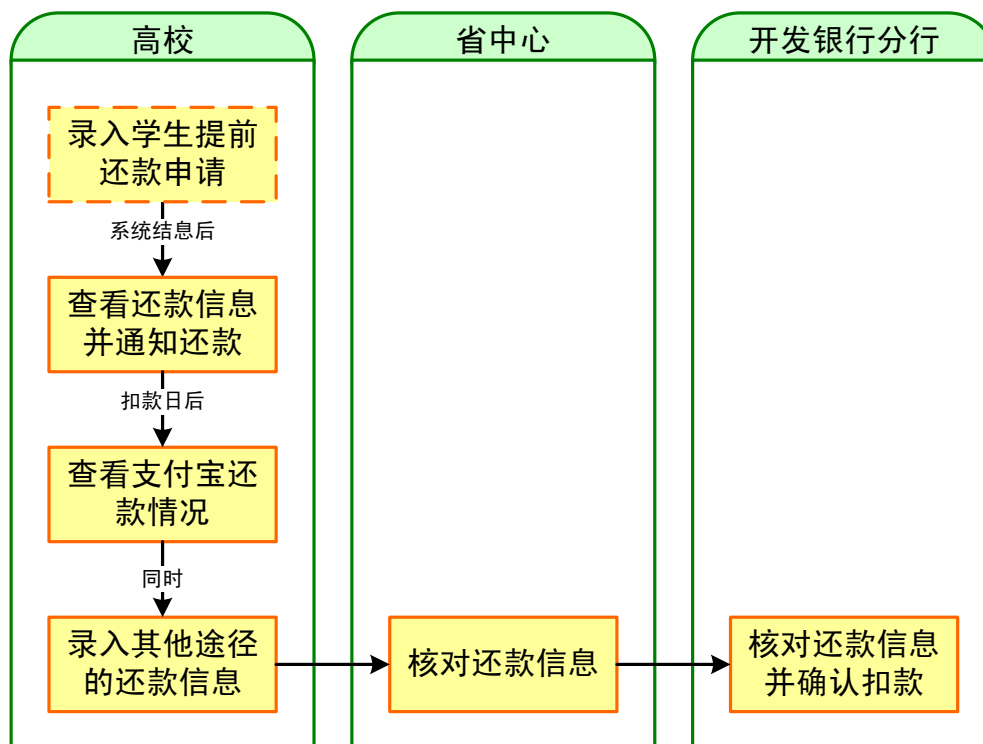 高校
省中心
开发银行分行
录入学生提前
还款申请
系统结息后
查看还款信息
并通知还款
扣款日后
查看支付宝还
款情况
同时
录入其他途径
的还款信息
核对还款信息
核对还款信息
并确认扣款